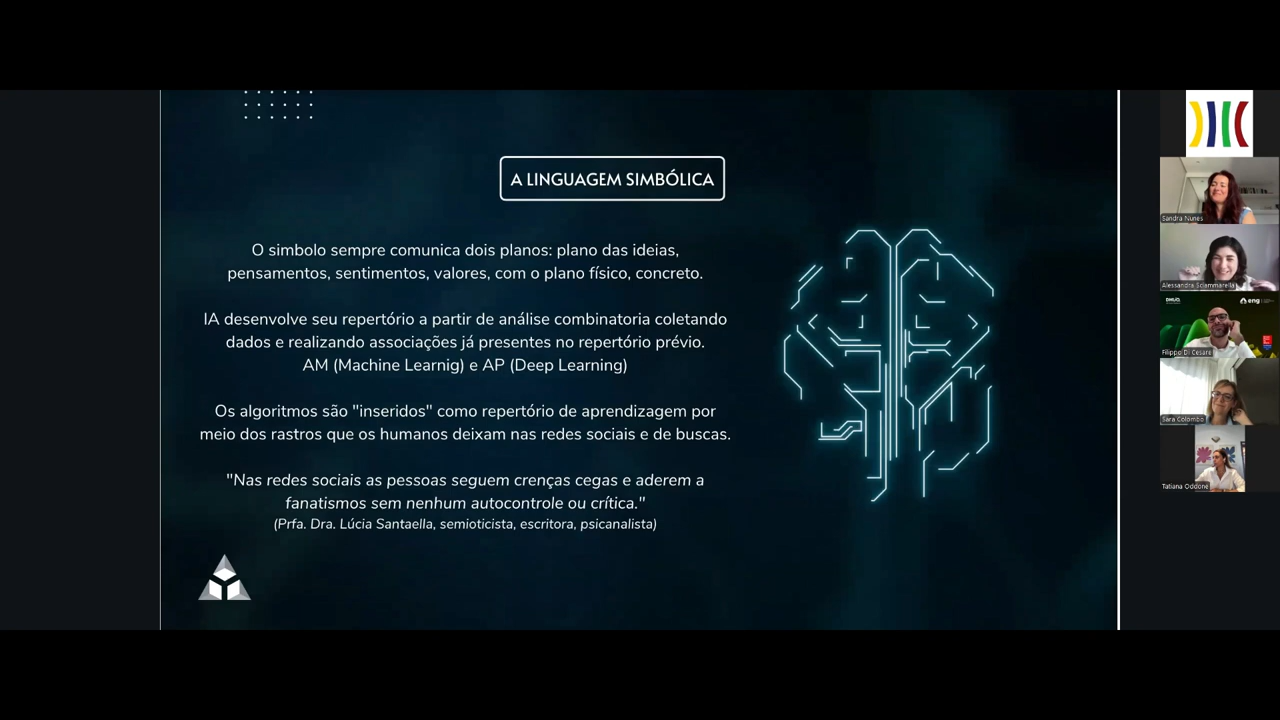 A LINGUAGEM SIMBÓLICA
O simbolo sempre comunica dois planos: plano das ideias,
pensamentos, sentimentos, valores, com o plano físico, concreto.
IA desenvolve seu repertório a partir de análise combinatoria coletando
dados e realizando associações já presentes no repertório prévio.
AM (Machine Learnig) e AP (Deep Learning)
Os algoritmos são "inseridos" como repertório de aprendizagem por
meio dos rastros que os humanos deixam nas redes sociais e de buscas.
"Nas redes sociais as pessoas seguem crenças cegas e aderem a
fanatismos sem nenhum autocontrole ou crítica."
(Prfa. Dra. Lúcia Santaella, semioticista, escritora, psicanalista)
Sandra Nunes
Alessandra Sciammarella
eng
Filippo Di Cesare
Sara Colombo
Tatiana Oddone